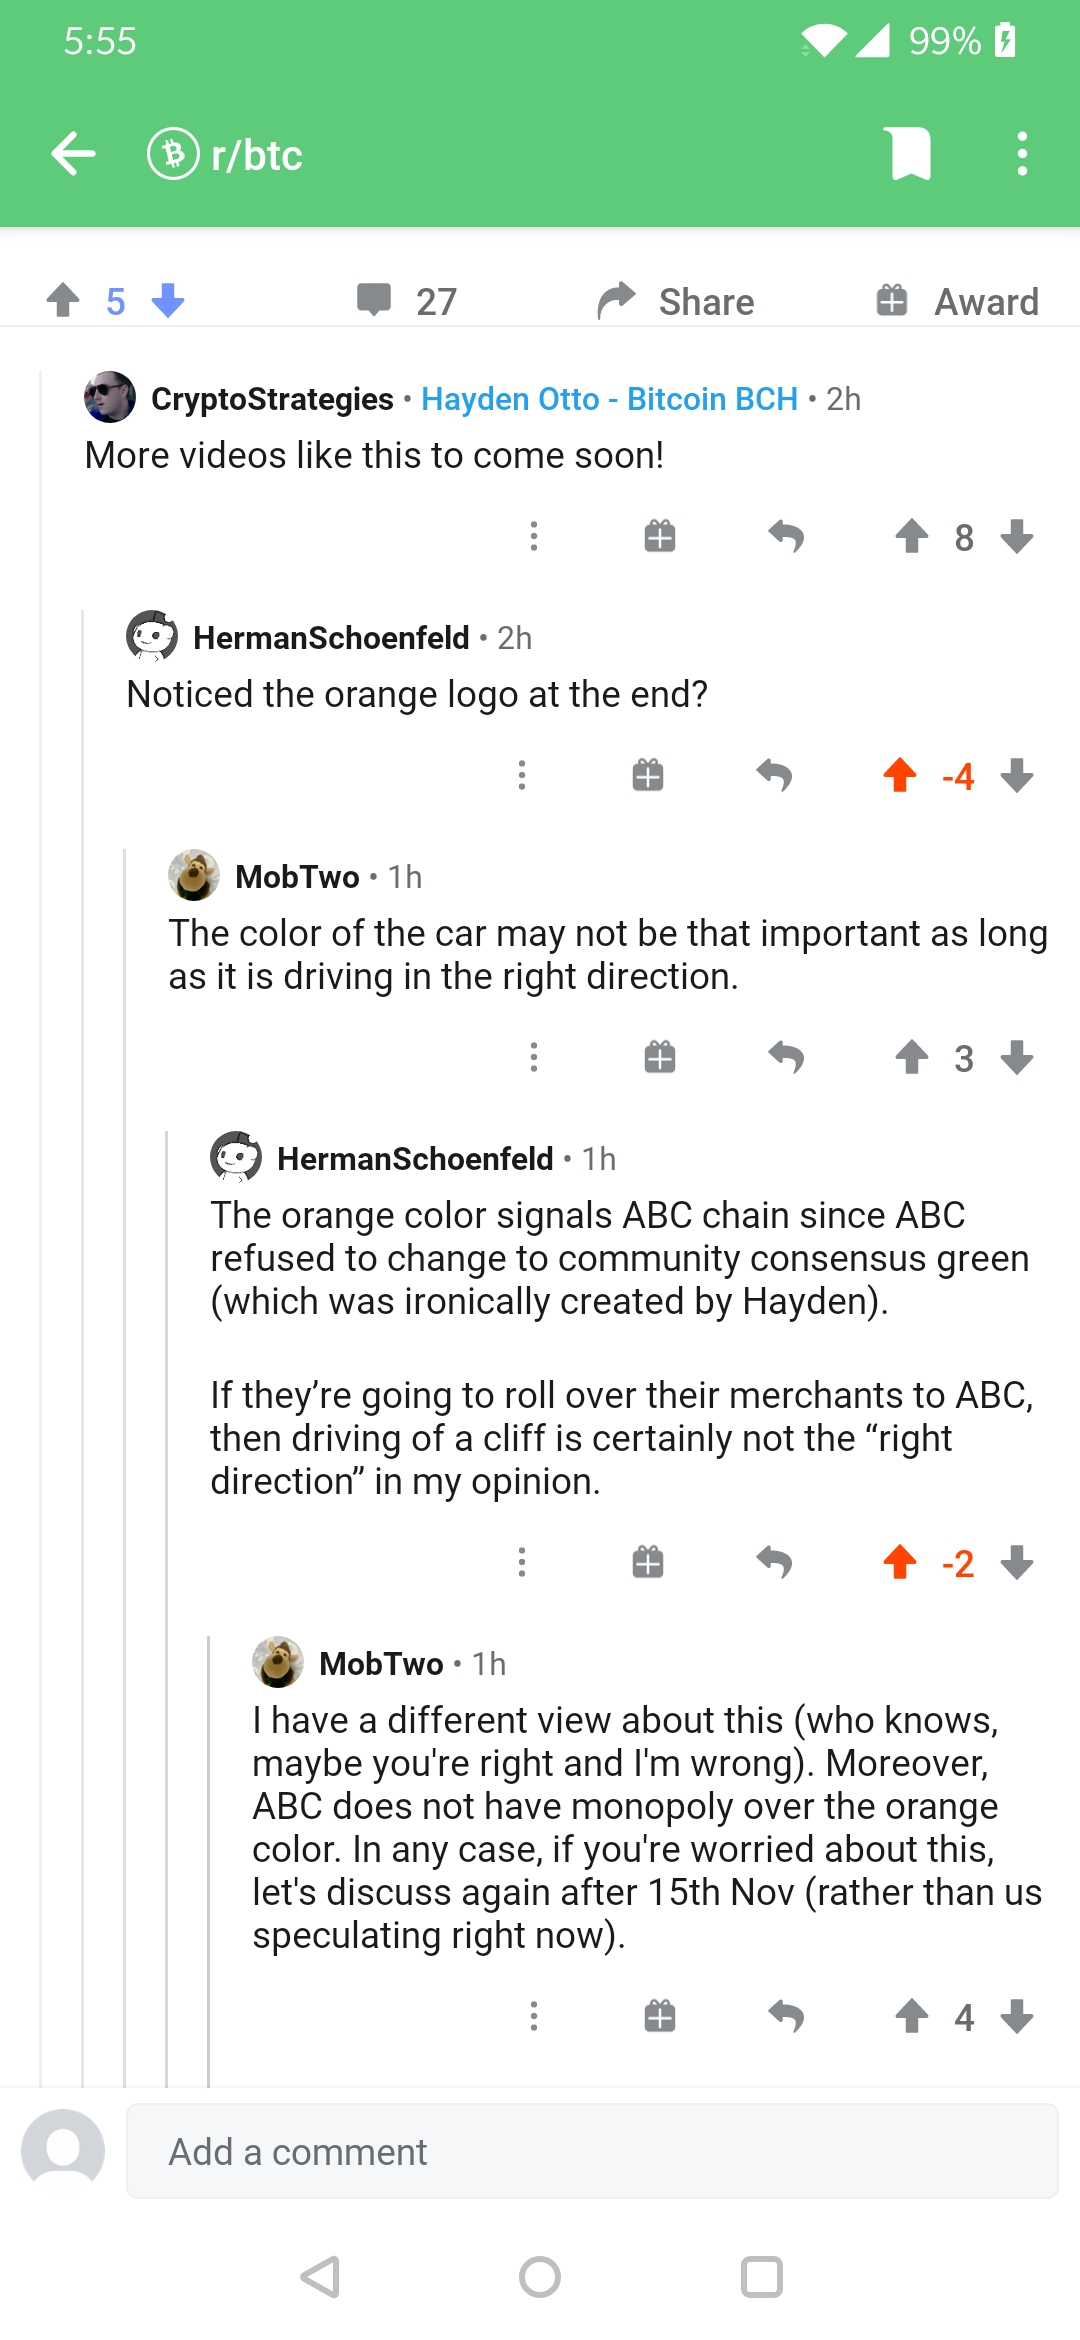 5:55
99%
r/btc
5
27
Share
Award
CryptoStrategies • Hayden Otto - Bitcoin BCH • 2h
More videos like this to come soon!
8
HermanSchoenfeld • 2h
Noticed the orange logo at the end?
-4
MobTwo • 1h
The color of the car may not be that important as long
as it is driving in the right direction.
3
HermanSchoenfeld • 1h
The orange color signals ABC chain since ABC
refused to change to community consensus green
(which was ironically created by Hayden).
If they’re going to roll over their merchants to ABC,
then driving of a cliff is certainly not the “right
direction” in my opinion.
-2
MobTwo • 1h
I have a different view about this (who knows,
maybe you're right and I'm wrong). Moreover,
ABC does not have monopoly over the orange
color. In any case, if you're worried about this,
let's discuss again after 15th Nov (rather than us
speculating right now).
4
Add a comment